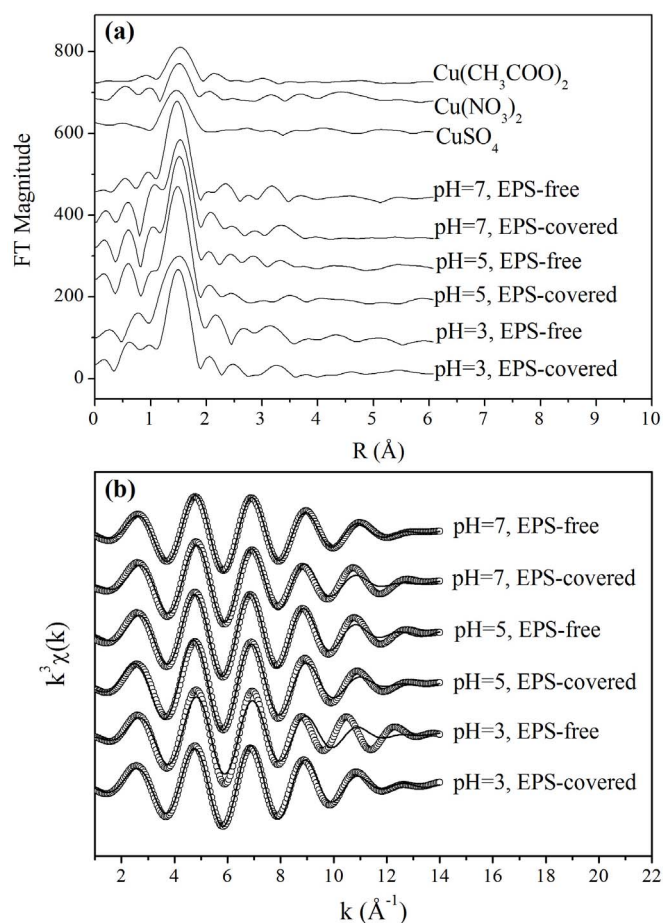 (a)
800
600
400
200
0
FT Magnitude
Cu(CH₃COO)₂
Cu(NO₃)₂
CuSO₄
pH=7, EPS-free
pH=7, EPS-covered
pH=5, EPS-free
pH=5, EPS-covered
pH=3, EPS-free
pH=3, EPS-covered
0 1 2 3 4 5 6 7 8 9 10
R (Å)
(b)
k³χ(k)
pH=7, EPS-free
pH=7, EPS-covered
pH=5, EPS-free
pH=5, EPS-covered
pH=3, EPS-free
pH=3, EPS-covered
2 4 6 8 10 12 14 16 18 20 22
k (Å⁻¹)